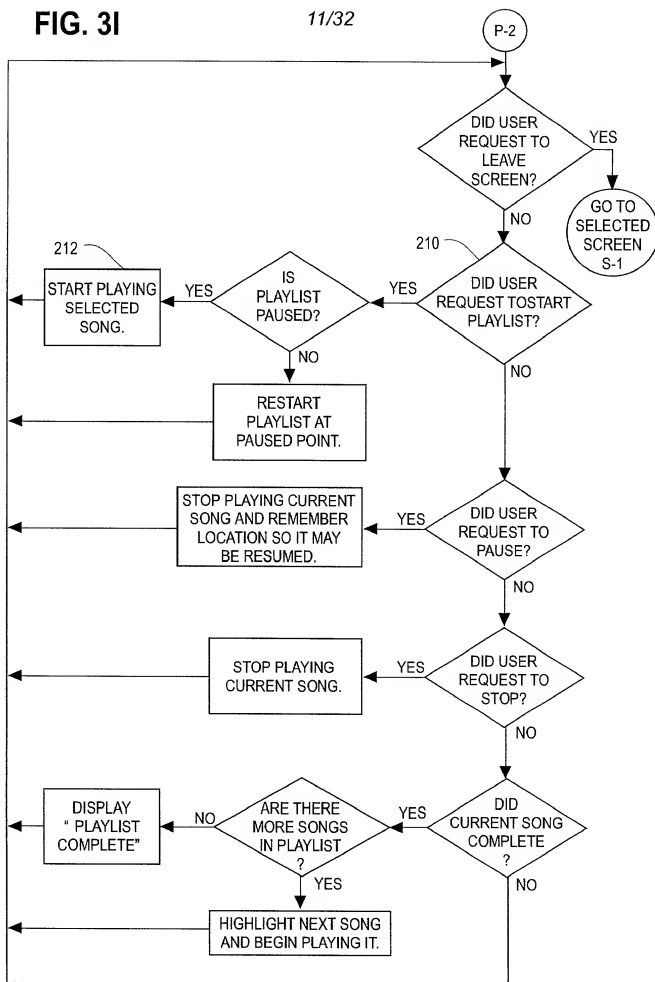 FIG. 3I
11/32
P-2
DID USER
REQUEST TO
LEAVE
SCREEN?
YES
NO
GO TO
SELECTED
SCREEN
S-1
212
START PLAYING
SELECTED
SONG.
YES
IS
PLAYLIST
PAUSED?
YES
210
DID USER
REQUEST TOSTART
PLAYLIST?
NO
NO
RESTART
PLAYLIST AT
PAUSED POINT.
STOP PLAYING CURRENT
SONG AND REMEMBER
LOCATION SO IT MAY
BE RESUMED.
YES
DID USER
REQUEST TO
PAUSE?
NO
STOP PLAYING
CURRENT SONG.
YES
DID USER
REQUEST TO
STOP?
NO
DISPLAY
" PLAYLIST
COMPLETE"
NO
ARE THERE
MORE SONGS
IN PLAYLIST
?
YES
DID
CURRENT SONG
COMPLETE
?
YES
NO
HIGHLIGHT NEXT SONG
AND BEGIN PLAYING IT.